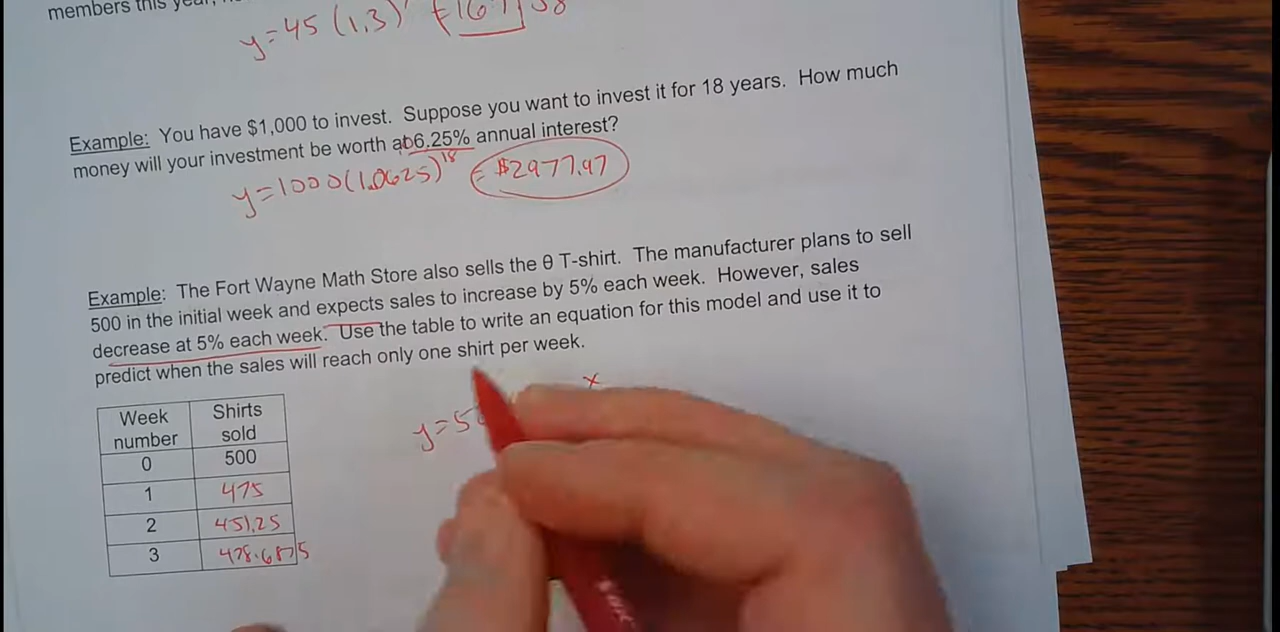 members this year,
y=45 (1.3)
Example: You have $1,000 to invest. Suppose you want to invest it for 18 years. How much
money will your investment be worth at 6.25% annual interest?
y=1000(1.0625)^18 = $2977.97
Example: The Fort Wayne Math Store also sells the θ T-shirt. The manufacturer plans to sell
500 in the initial week and expects sales to increase by 5% each week. However, sales
decrease at 5% each week. Use the table to write an equation for this model and use it to
predict when the sales will reach only one shirt per week.
x
y=5
Week number Shirts sold
0 500
1 475
2 451.25
3 428.6875